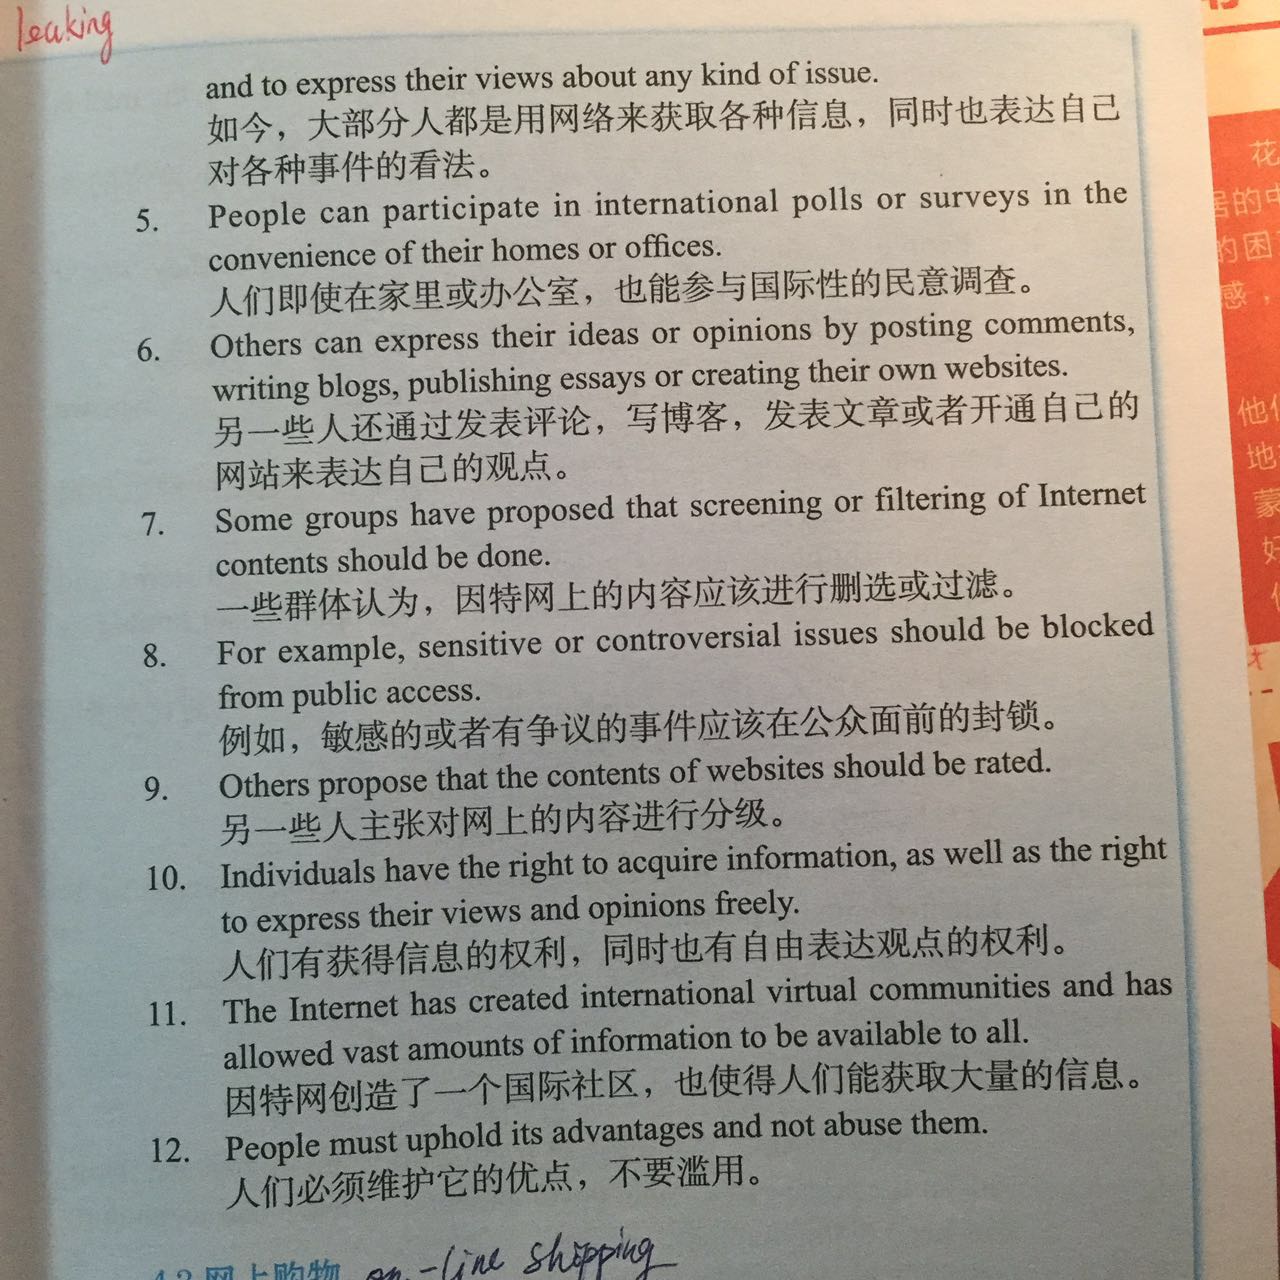 leaking
and to express their views about any kind of issue.
如今，大部分人都是用网络来获取各种信息，同时也表达自己
对各种事件的看法。
5. People can participate in international polls or surveys in the
convenience of their homes or offices.
人们即使在家里或办公室，也能参与国际性的民意调查。
6. Others can express their ideas or opinions by posting comments,
writing blogs, publishing essays or creating their own websites.
另一些人还通过发表评论，写博客，发表文章或者开通自己的
网站来表达自己的观点。
7. Some groups have proposed that screening or filtering of Internet
contents should be done.
一些群体认为，因特网上的内容应该进行删选或过滤。
8. For example, sensitive or controversial issues should be blocked
from public access.
例如，敏感的或者有争议的事件应该在公众面前的封锁。
9. Others propose that the contents of websites should be rated.
另一些人主张对网上的内容进行分级。
10. Individuals have the right to acquire information, as well as the right
to express their views and opinions freely.
人们有获得信息的权利，同时也有自由表达观点的权利。
11. The Internet has created international virtual communities and has
allowed vast amounts of information to be available to all.
因特网创造了一个国际社区，也使得人们能获取大量的信息。
12. People must uphold its advantages and not abuse them.
人们必须维护它的优点，不要滥用。
网上购物 on-line shopping
花
居的中
的困
感，
他们
地
蒙
好